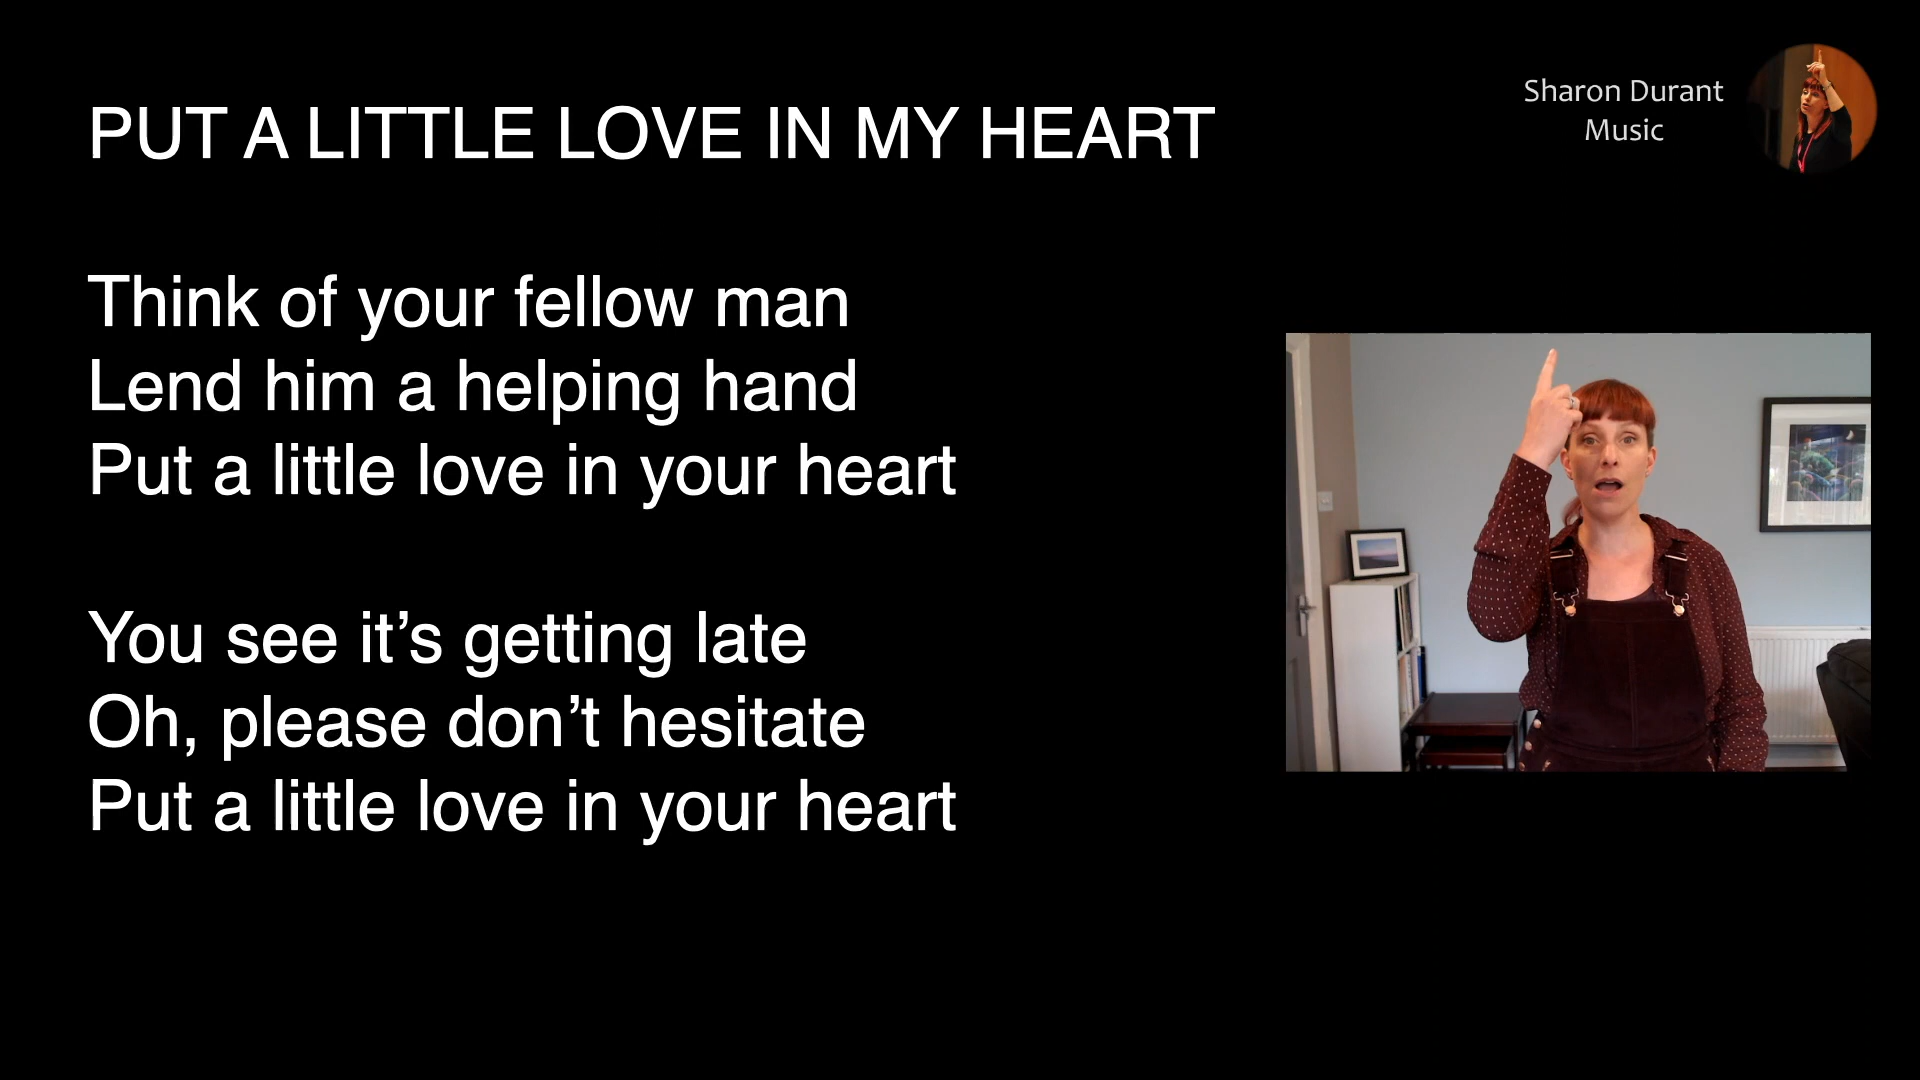 PUT A LITTLE LOVE IN MY HEART
Sharon Durant
Music
Think of your fellow man
Lend him a helping hand
Put a little love in your heart
You see it’s getting late
Oh, please don’t hesitate
Put a little love in your heart